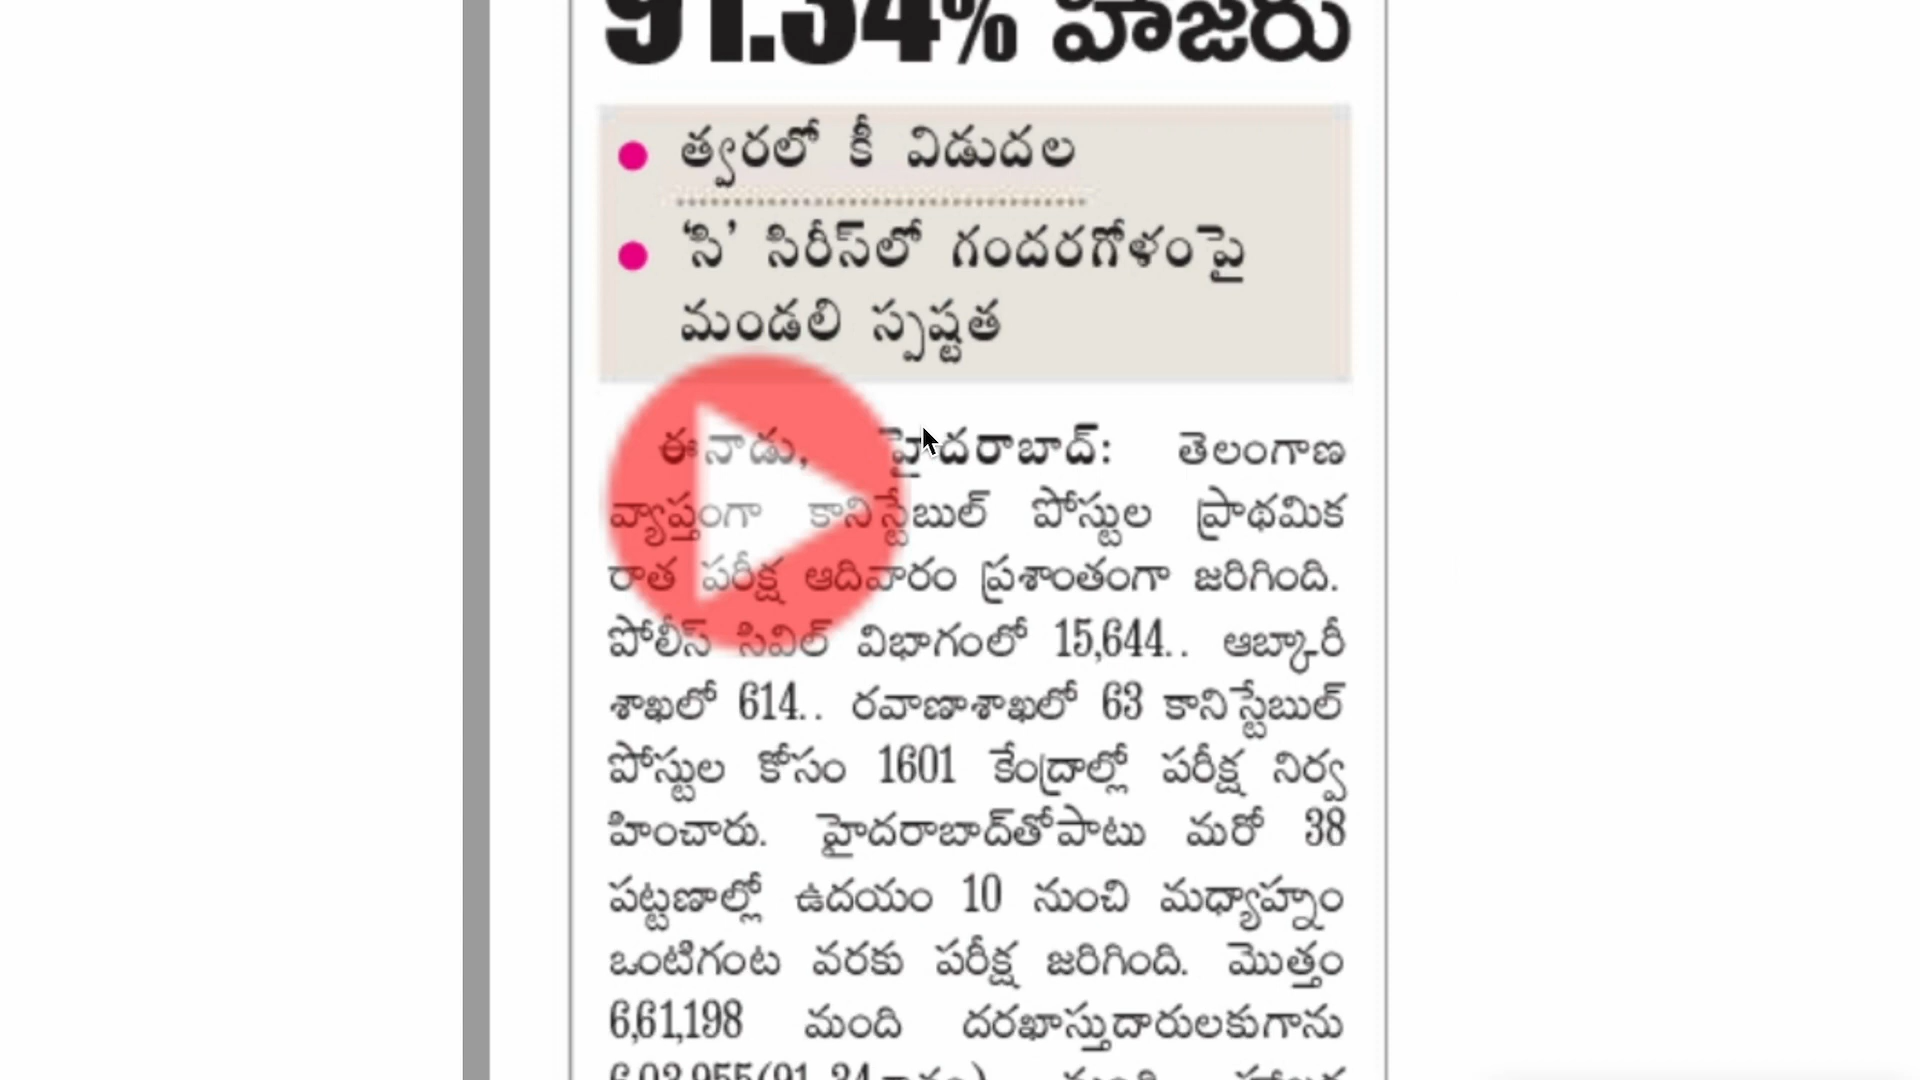 91.34% హాజరు
త్వరలో కీ విడుదల
‘సి’ సిరీస్‌లో గందరగోళంపై
మండలి స్పష్టత
ఈనాడు, హైదరాబాద్: తెలంగాణ
వ్యాప్తంగా కానిస్టేబుల్ పోస్టుల ప్రాథమిక
రాత పరీక్ష ఆదివారం ప్రశాంతంగా జరిగింది.
పోలీస్ సివిల్ విభాగంలో 15,644.. ఆబ్కారీ
శాఖలో 614.. రవాణాశాఖలో 63 కానిస్టేబుల్
పోస్టుల కోసం 1601 కేంద్రాల్లో పరీక్ష నిర్వ
హించారు. హైదరాబాద్‌తోపాటు మరో 38
పట్టణాల్లో ఉదయం 10 నుంచి మధ్యాహ్నం
ఒంటిగంట వరకు పరీక్ష జరిగింది. మొత్తం
6,61,198 మంది దరఖాస్తుదారులకుగాను